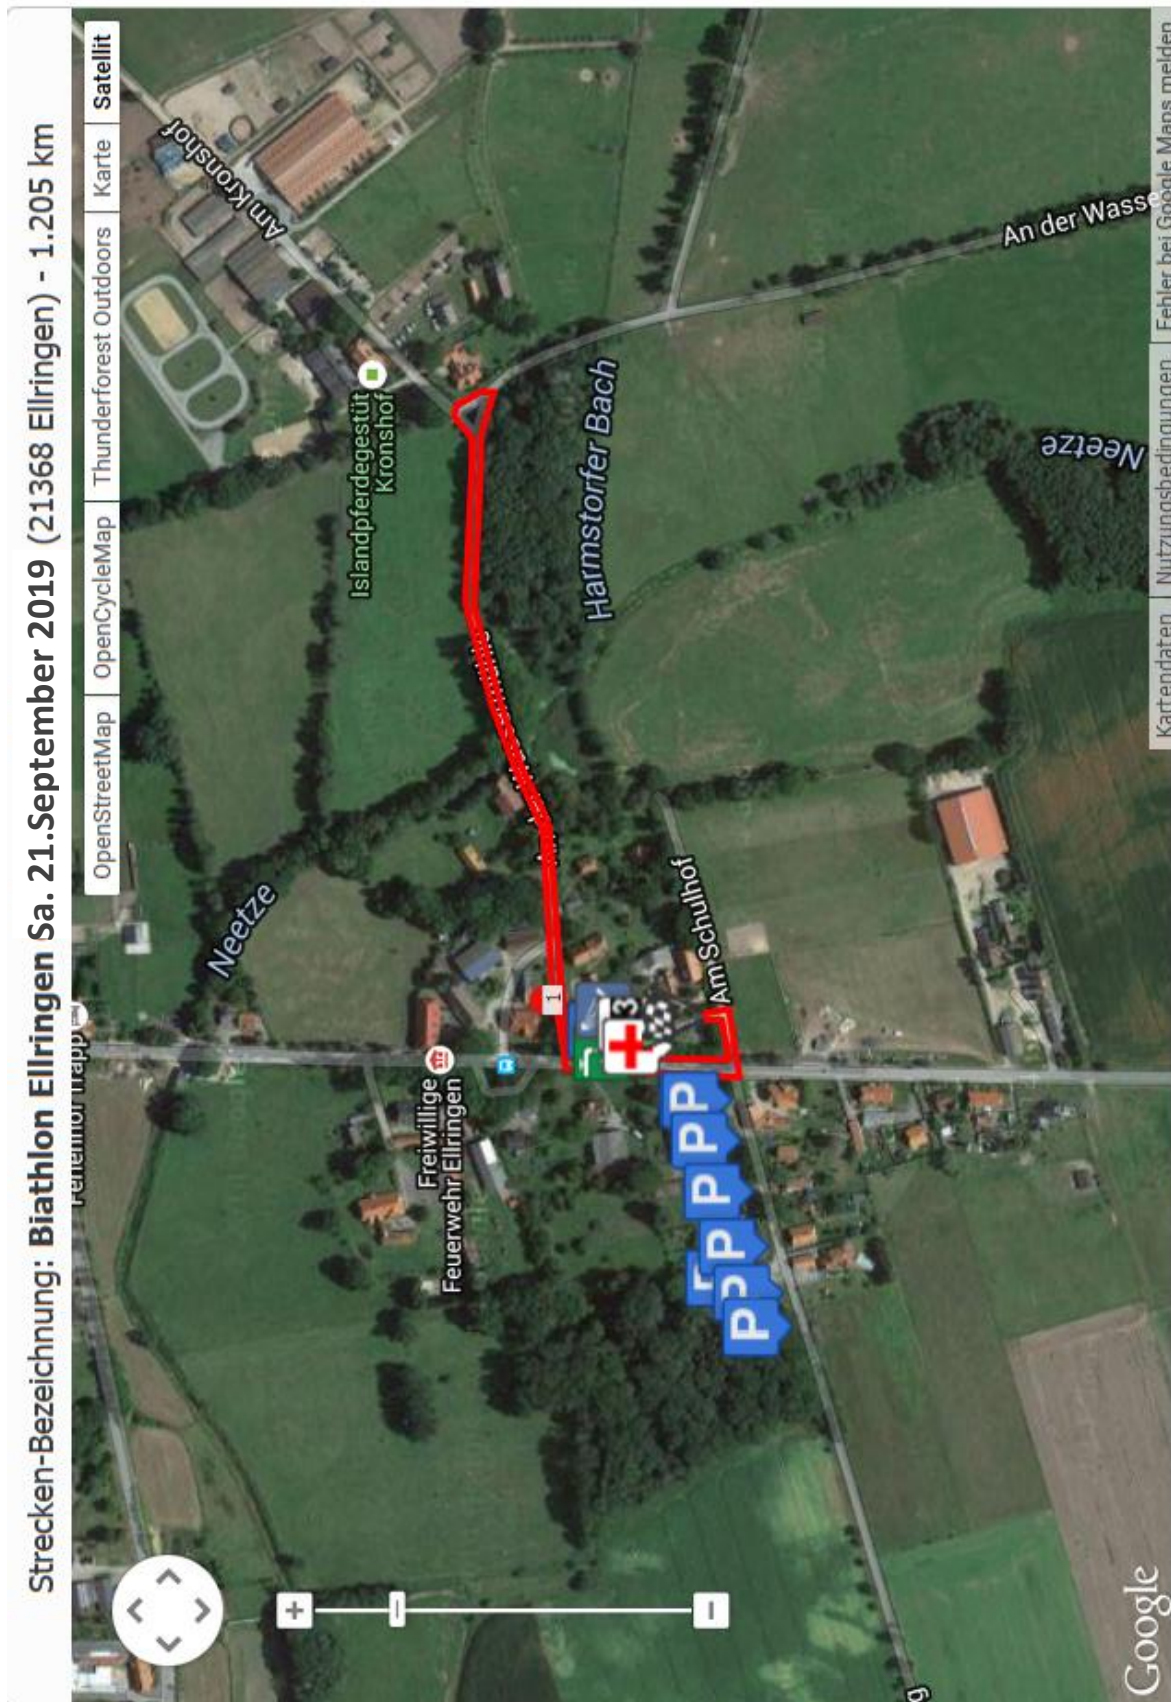 Strecken-Bezeichnung: Biathlon Ellringen Sa. 21.September 2019 (21368 Ellringen) - 1.205 km
OpenStreetMap
OpenCycleMap
Thunderforest Outdoors
Karte
Satellit
Am Kronshof
Islandpferdegestüt
Kronshof
Neetze
Freiwillige
Feuerwehr Ellringen
1
3
Harmstorfer Bach
An der Wasse
Neetze
Am Schulhof
P
P
P
P
P
P
Google
Kartendaten
Nutzungsbedingungen
Fehler bei Google Maps melden